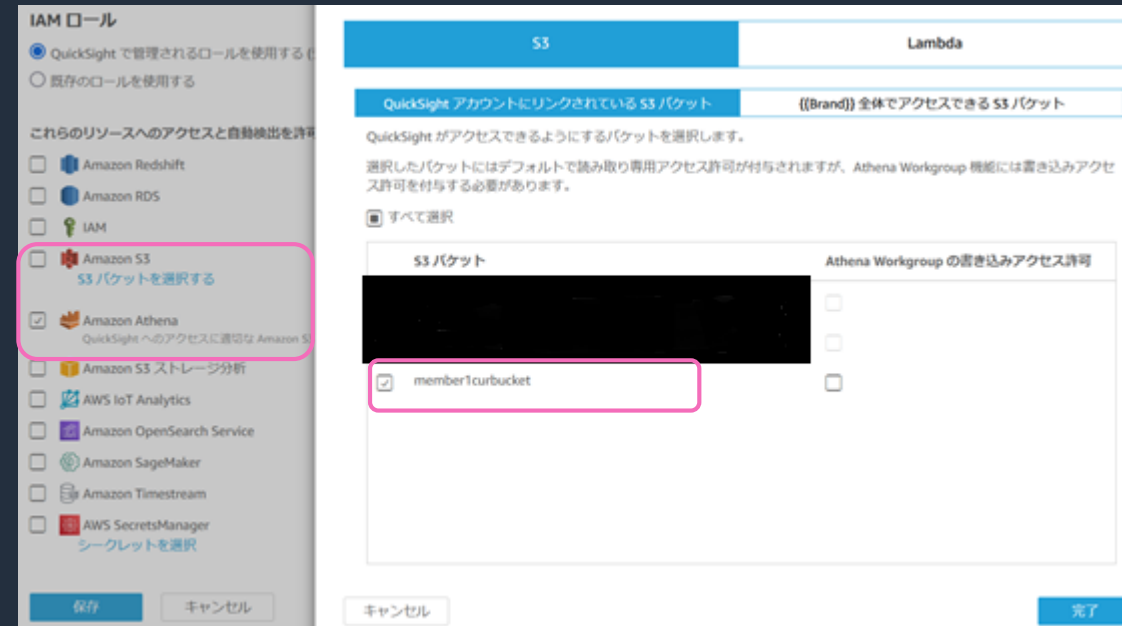 IAM ロール
QuickSight で管理されるロールを使用する (
既存のロールを使用する
これらのリソースへのアクセスと自動検出を許可
Amazon Redshift
Amazon RDS
IAM
Amazon S3
S3 バケットを選択する
Amazon Athena
QuickSight へのアクセスに適切な Amazon S3
Amazon S3 ストレージ分析
AWS IoT Analytics
Amazon OpenSearch Service
Amazon SageMaker
Amazon Timestream
AWS SecretsManager
シークレットを選択
保存
キャンセル
S3
Lambda
QuickSight アカウントにリンクされている S3 バケット
{{Brand}} 全体でアクセスできる S3 バケット
QuickSight がアクセスできるようにするバケットを選択します。
選択したバケットにはデフォルトで読み取り専用アクセス許可が付与されますが、Athena Workgroup 機能には書き込みアクセ
ス許可を付与する必要があります。
すべて選択
S3 バケット
Athena Workgroup の書き込みアクセス許可
member1curbucket
キャンセル
完了